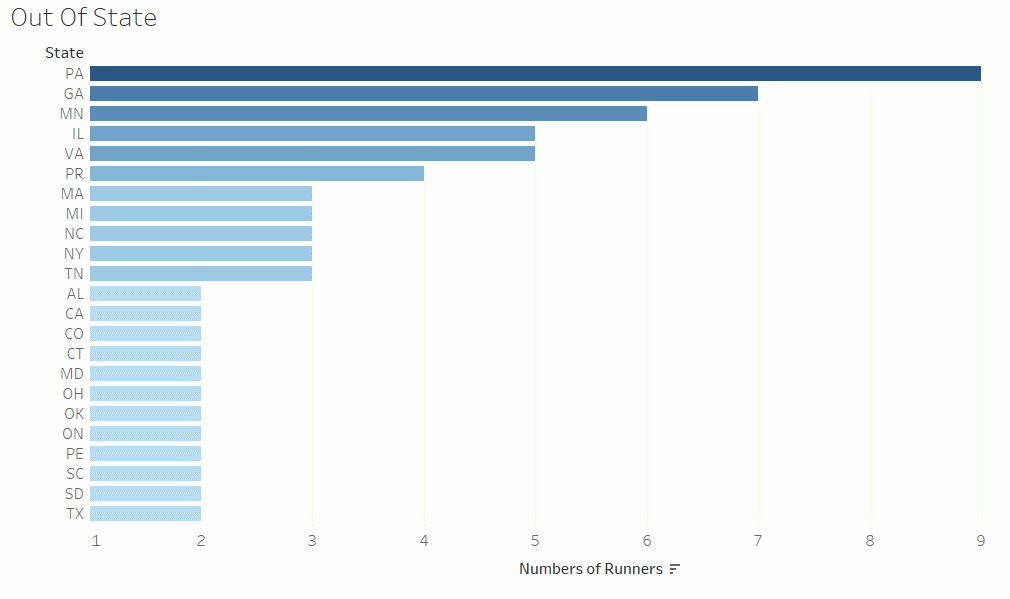 Out Of State
State
PA
GA
MN
IL
VA
PR
MA
MI
NC
NY
TN
AL
CA
CO
CT
MD
OH
OK
ON
PE
SC
SD
TX
1 2 3 4 5 6 7 8 9
Numbers of Runners